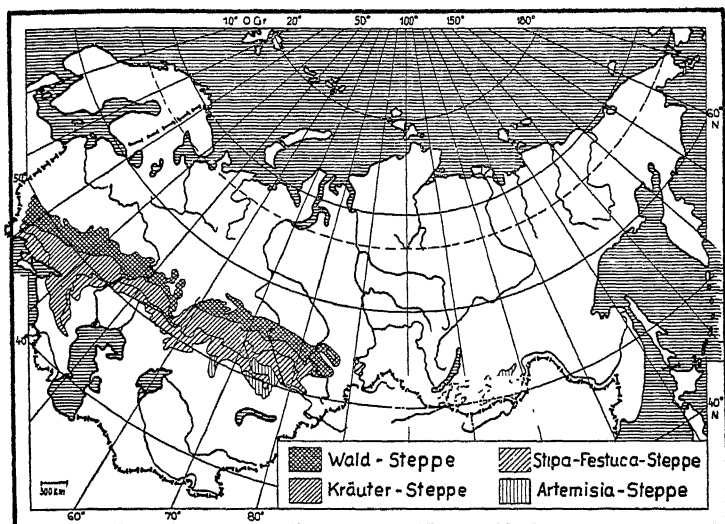 10° 0 Gr 20° 50° 100° 150° 180°
60°
N
50
40
40°
N
Wald-Steppe Stipa-Festuca-Steppe
Kräuter-Steppe Artemisia-Steppe
300 km
60° 70° 80°